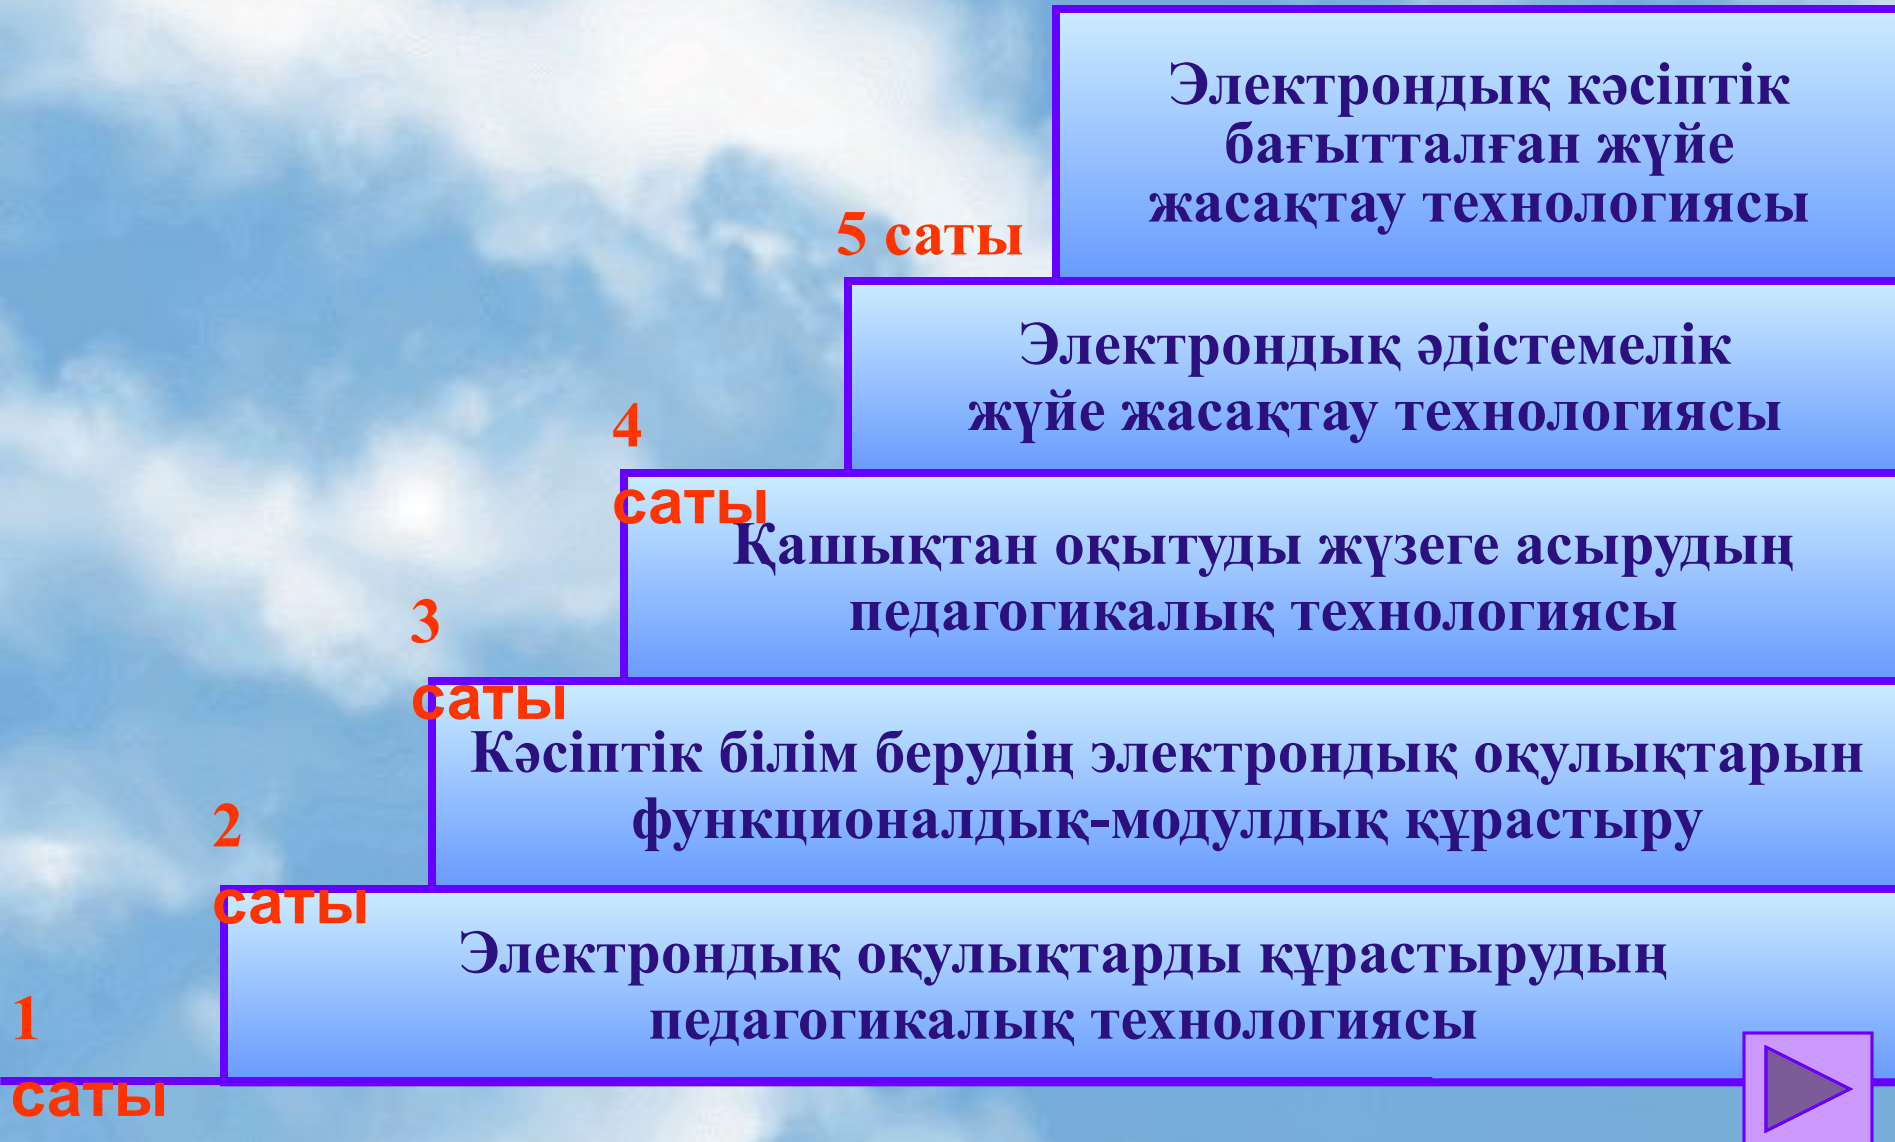 Электрондық кәсіптік
бағытталған жүйе
жасақтау технологиясы
5 саты
Электрондық әдістемелік
жүйе жасақтау технологиясы
4
саты
Қашықтан оқытуды жүзеге асырудың
педагогикалық технологиясы
3
саты
Кәсіптік білім берудің электрондық оқулықтарын
функционалдық-модулдық құрастыру
2
саты
Электрондық оқулықтарды құрастырудың
педагогикалық технологиясы
1
саты